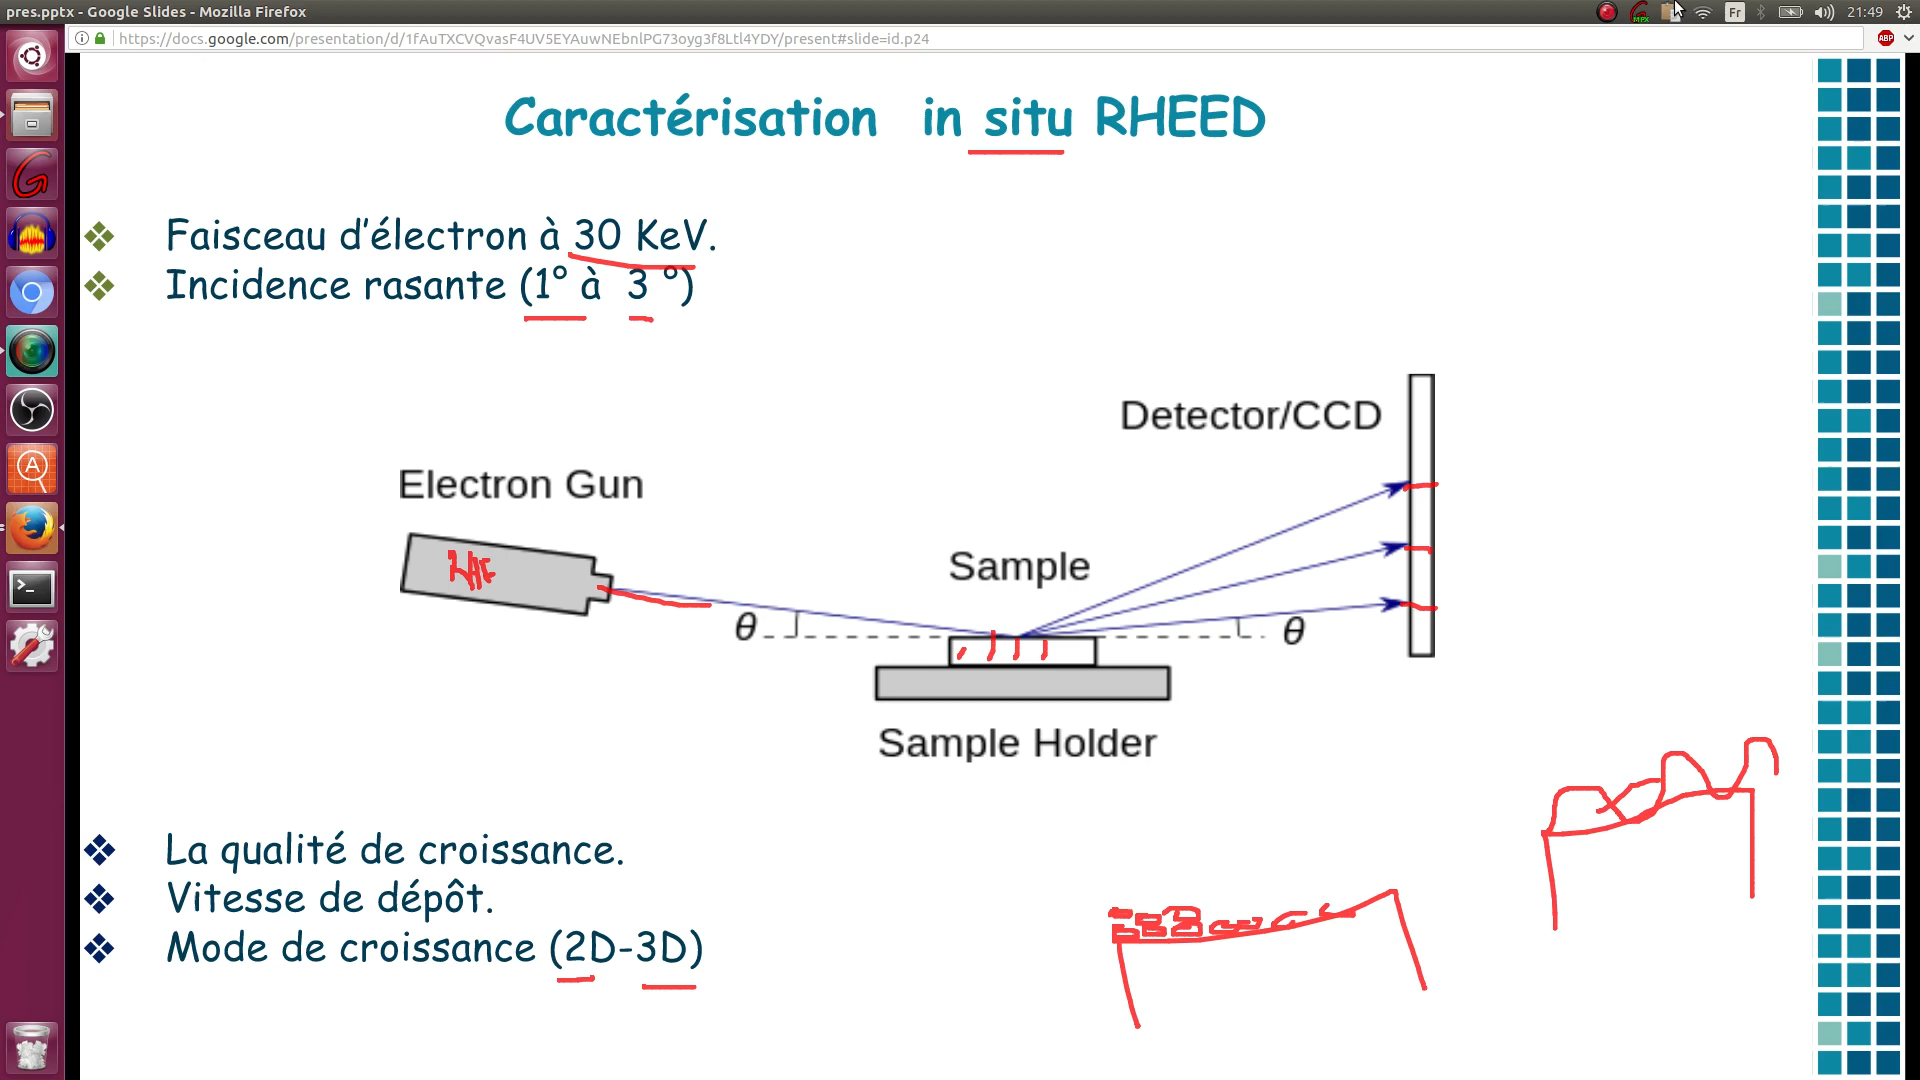 pres.pptx - Google Slides - Mozilla Firefox
Fr
21:49
https://docs.google.com/presentation/d/1fAuTXCVQvasF4UV5EYAuwNEbnlPG73oyg3f8Ltl4YDY/present#slide=id.p24
ABP
Caractérisation in situ RHEED
Faisceau d'électron à 30 KeV.
Incidence rasante (1° à 3 °)
Detector/CCD
Electron Gun
Sample
θ
θ
Sample Holder
La qualité de croissance.
Vitesse de dépôt.
Mode de croissance (2D-3D)